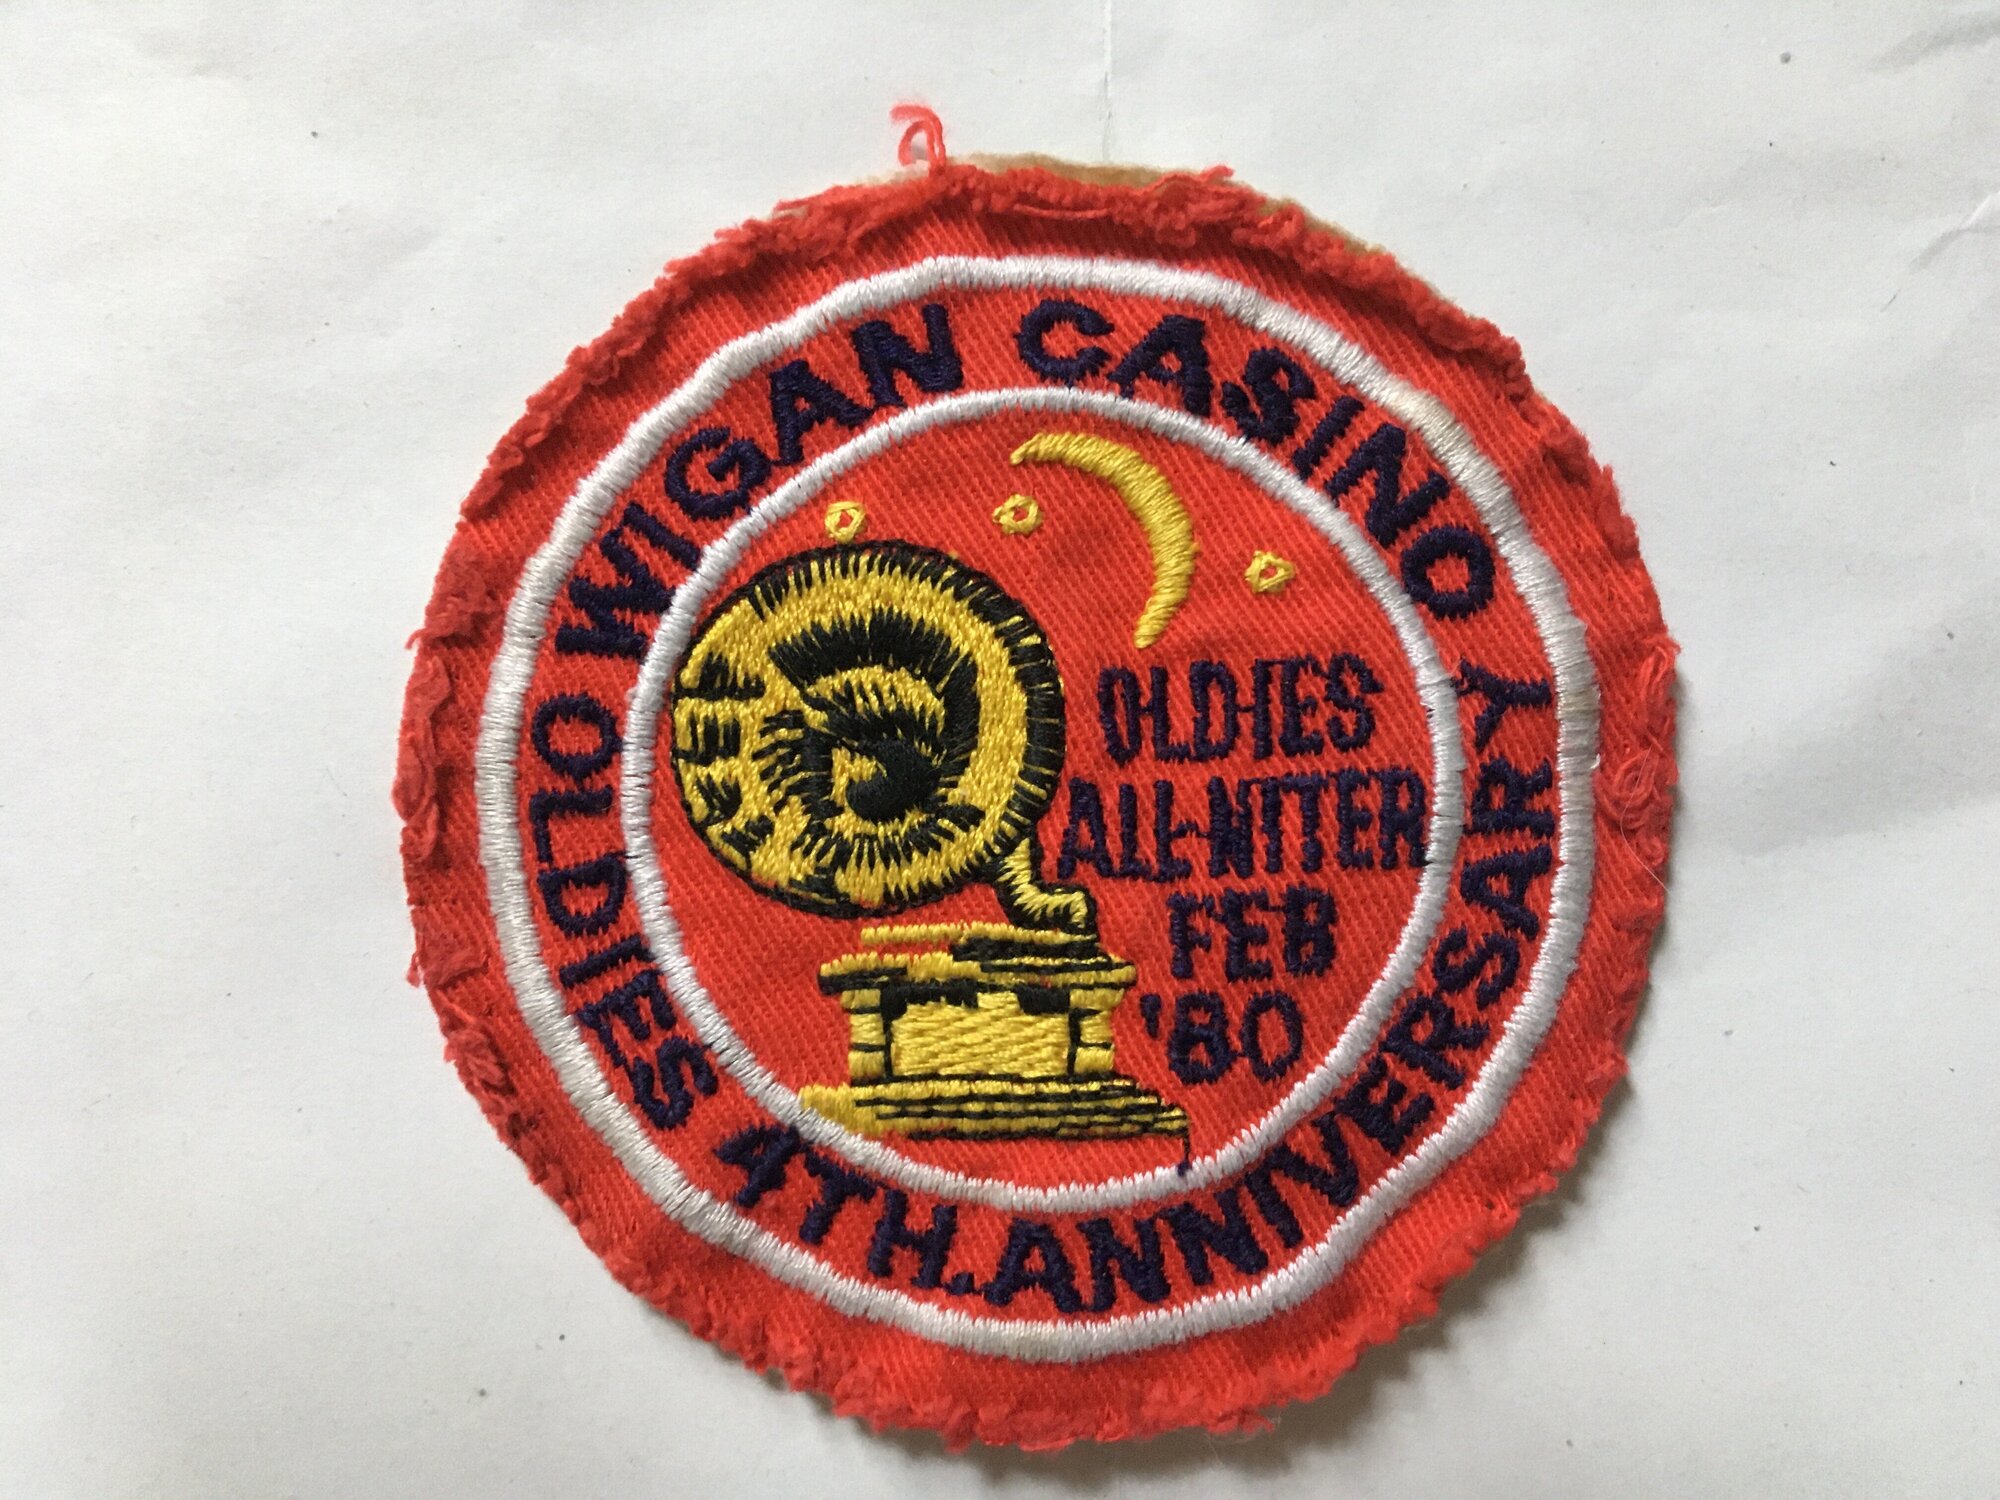 WIGAN CASINO
OLDIES 4TH. ANNIVERSARY
OLDIES
ALL-NITER
FEB
'80